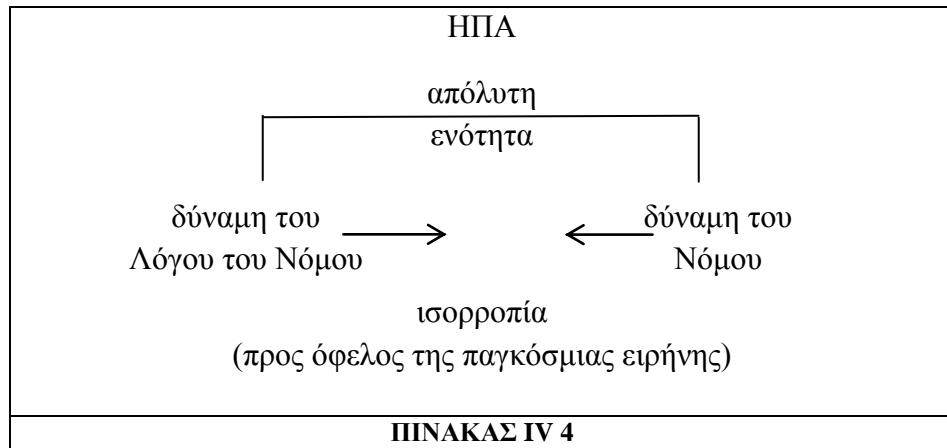 ΗΠΑ
απόλυτη
ενότητα
δύναμη του
Λόγου του Νόμου
δύναμη του
Νόμου
ισορροπία
(προς όφελος της παγκόσμιας ειρήνης)
ΠΙΝΑΚΑΣ IV 4